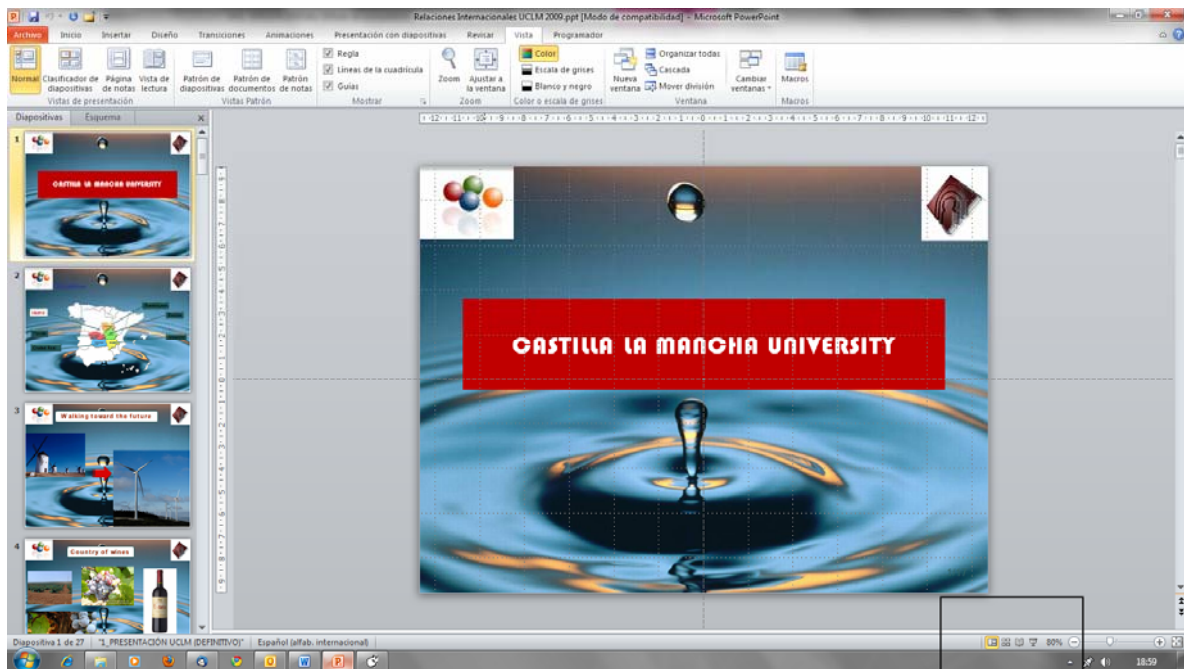 Relaciones Internacionales UCLM 2009.ppt [Modo de compatibilidad] - Microsoft PowerPoint
Archivo Inicio Insertar Diseño Transiciones Animaciones Presentación con diapositivas Revisar Vista Programador
Normal
Clasificador de diapositivas
Página de notas
Vista de lectura
Vistas de presentación
Patrón de diapositivas
Patrón de documentos
Patrón de notas
Vistas Patrón
Regla
Líneas de la cuadrícula
Guías
Mostrar
Zoom
Ajustar a la ventana
Zoom
Color
Escala de grises
Blanco y negro
Color o escala de grises
Nueva ventana
Organizar todas
Cascada
Mover división
Cambiar ventanas
Ventana
Macros
Macros
Diapositivas Esquema
1
CASTILLA LA MANCHA UNIVERSITY
2
3
Walking toward the future
4
Country of wines
CASTILLA LA MANCHA UNIVERSITY
Diapositiva 1 de 27 "1_PRESENTACIÓN UCLM (DEFINITIVO)" Español (alfab. internacional) 80%
18:59